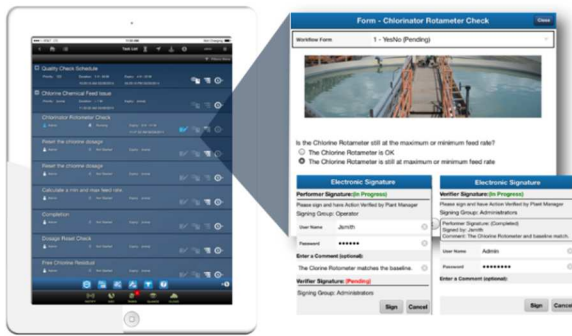 Task List
Quality Check Schedule
Chlorine Chemical Feed Issue
Chlorinator Rotameter Check
Reset the chlorine dosage
Reset the chlorine dosage
Calculate a min and max feed rate
Completion
Dosage Reset Check
Free Chlorine Residual
Form - Chlorinator Rotameter Check
Close
Workflow Form
1 - YesNo (Pending)
Is the Chlorine Rotameter still at the maximum or minimum feed rate?
The Chlorine Rotameter is OK
The Chlorine Rotameter is still at maximum or minimum feed rate
Electronic Signature
Performer Signature:(In Progress)
Please sign and have Action Verified by Plant Manager
Signing Group: Operator
User Name Jsmith
Password ••••••
Enter a Comment (optional):
The Clorine Rotameter matches the baseline.
Verifier Signature: (Pending)
Signing Group: Administrators
Sign Cancel
Electronic Signature
Verifier Signature:(In Progress)
Please sign and have Action Verified by Plant Manager
Signing Group: Administrators.
Performer Signature: (Completed)
Signed by: Jsmith
Comment: The Chlorine Rotometer and baseline match.
User Name Admin
Password ••••••••
Enter a Comment (optional):
Sign Cancel